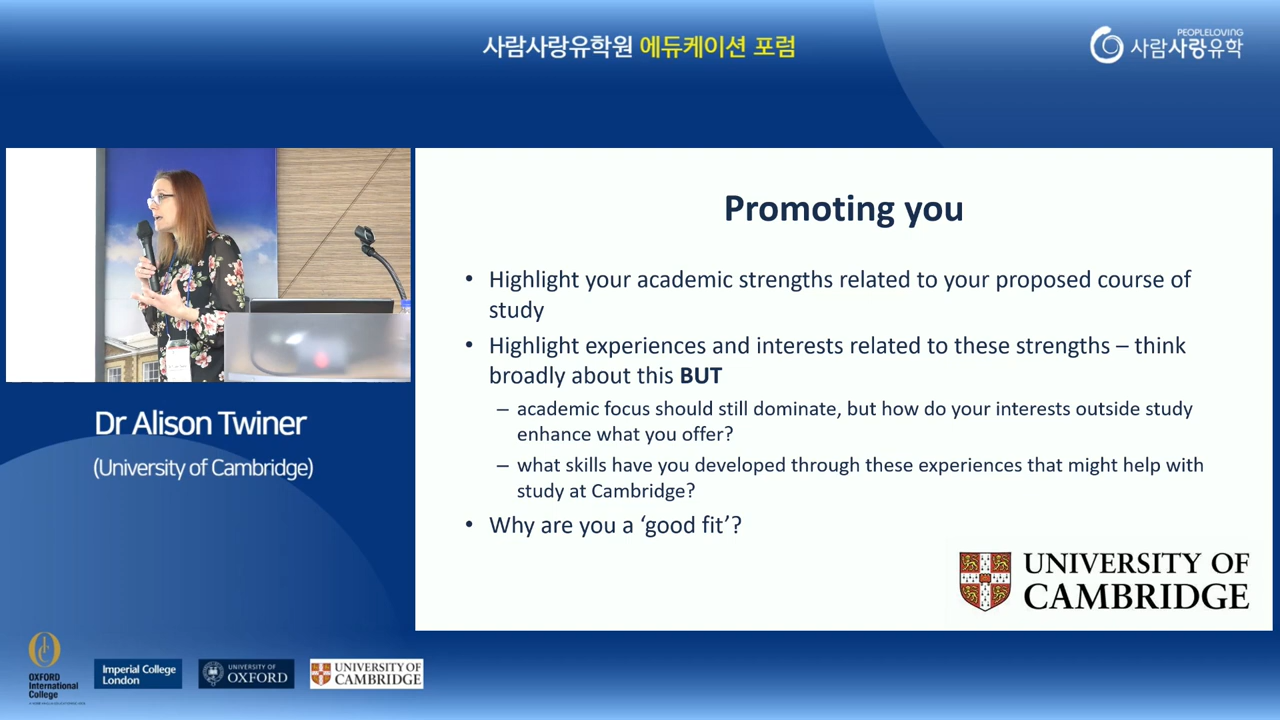 사람사랑유학원 에듀케이션 포럼
PEOPLELOVING
사람사랑유학
Promoting you
• Highlight your academic strengths related to your proposed course of
study
• Highlight experiences and interests related to these strengths – think
broadly about this BUT
– academic focus should still dominate, but how do your interests outside study
enhance what you offer?
– what skills have you developed through these experiences that might help with
study at Cambridge?
• Why are you a ‘good fit’?
UNIVERSITY OF
CAMBRIDGE
Dr Alison Twiner
(University of Cambridge)
OXFORD
International
College
Imperial College
London
UNIVERSITY OF
OXFORD
UNIVERSITY OF
CAMBRIDGE